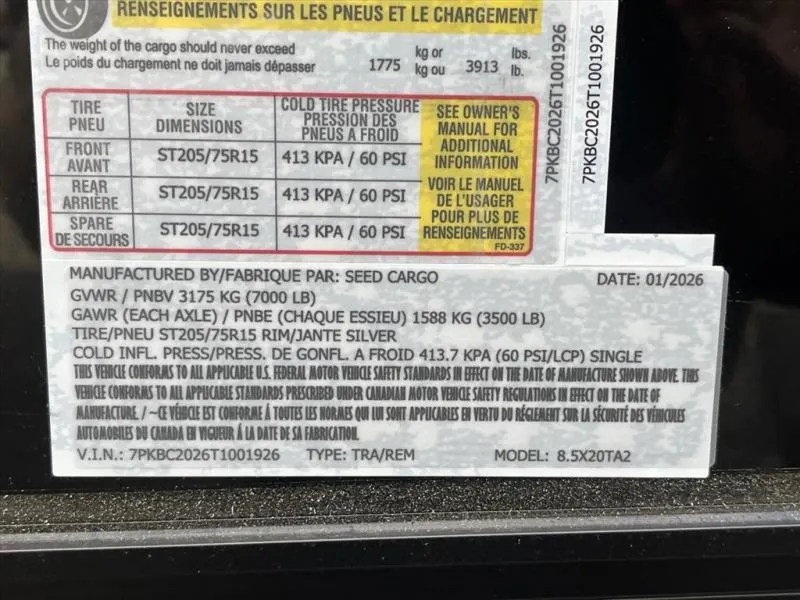 RENSEIGNEMENTS SUR LES PNEUS ET LE CHARGEMENT
The weight of the cargo should never exceed
Le poids du chargement ne doit jamais dépasser
1775 kg or 3913 lbs.
kg ou lb.
TIRE PNEU
SIZE DIMENSIONS
COLD TIRE PRESSURE PRESSION DES PNEUS A FROID
FRONT AVANT ST205/75R15 413 KPA / 60 PSI
REAR ARRIÈRE ST205/75R15 413 KPA / 60 PSI
SPARE DE SECOURS ST205/75R15 413 KPA / 60 PSI
SEE OWNER'S
MANUAL FOR
ADDITIONAL
INFORMATION
VOIR LE MANUEL
DE L'USAGER
POUR PLUS DE
RENSEIGNEMENTS
FD-337
7PKBC2026T1001926
7PKBC2026T1001926
MANUFACTURED BY/FABRIQUE PAR: SEED CARGO DATE: 01/2026
GVWR / PNBV 3175 KG (7000 LB)
GAWR (EACH AXLE) / PNBE (CHAQUE ESSIEU) 1588 KG (3500 LB)
TIRE/PNEU ST205/75R15 RIM/JANTE SILVER
COLD INFL. PRESS/PRESS. DE GONFL. A FROID 413.7 KPA (60 PSI/LCP) SINGLE
THIS VEHICLE CONFORMS TO ALL APPLICABLE U.S. FEDERAL MOTOR VEHICLE SAFETY STANDARDS IN EFFECT ON THE DATE OF MANUFACTURE SHOWN ABOVE. THIS
VEHICLE CONFORMS TO ALL APPLICABLE STANDARDS PRESCRIBED UNDER CANADIAN MOTOR VEHICLE SAFETY REGULATIONS IN EFFECT ON THE DATE OF
MANUFACTURE. / ~CE VÉHICLE EST CONFORME Á TOUTES LES NORMES QUI LUI SONT APPLICABLES EN VERTU DU RÉGLEMENT SUR LA SÉCURITÉ DES VÉHICULES
AUTOMOBILES DU CANADA EN VIGUEUR Á LA DATE DE SA FABRICATION.
V.I.N.: 7PKBC2026T1001926 TYPE: TRA/REM MODEL: 8.5X20TA2